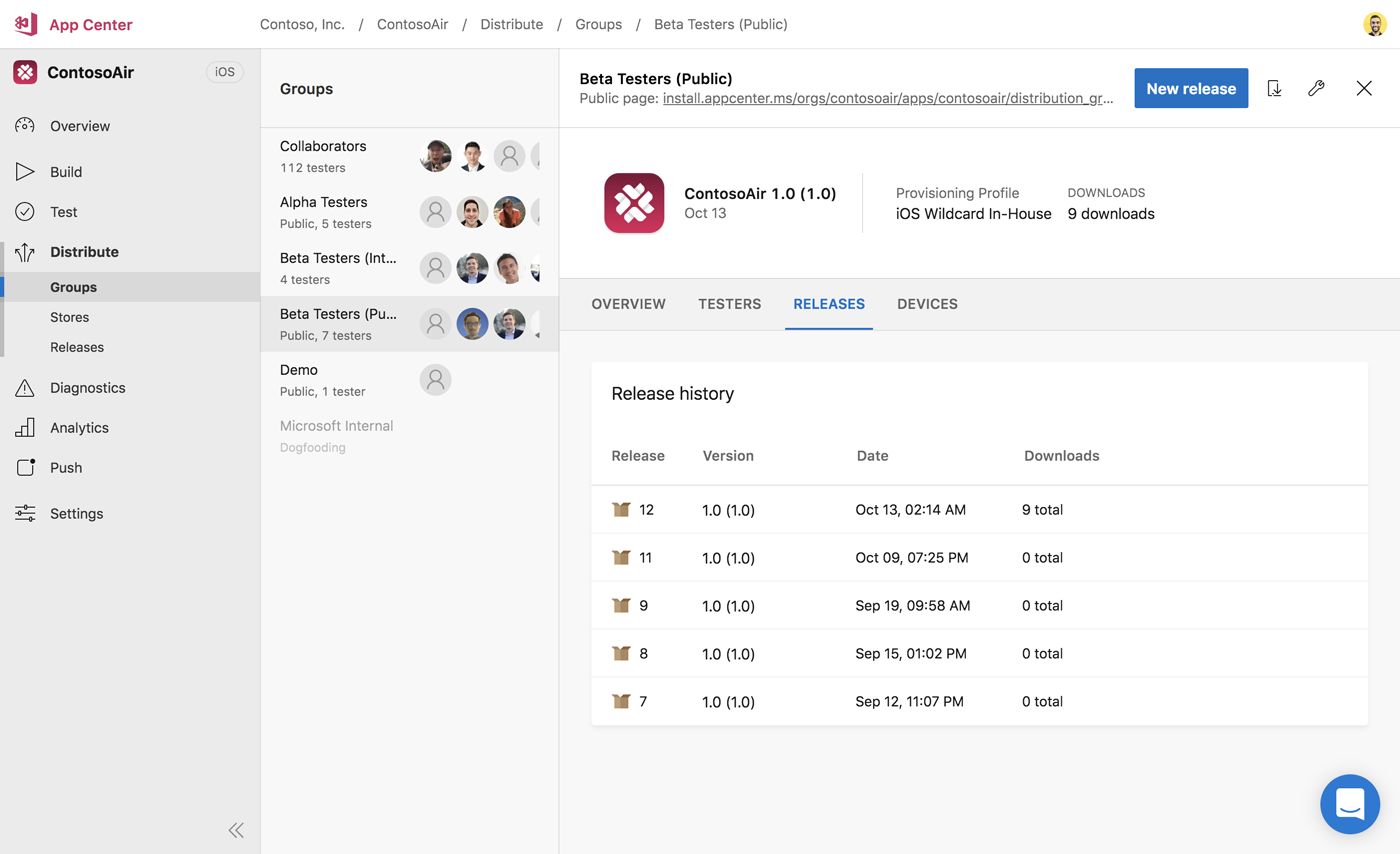 App Center
Contoso, Inc. / ContosoAir / Distribute / Groups / Beta Testers (Public)
ContosoAir iOS
Overview
Build
Test
Distribute
Groups
Stores
Releases
Diagnostics
Analytics
Push
Settings
Groups
Collaborators
112 testers
Alpha Testers
Public, 5 testers
Beta Testers (Int...
4 testers
Beta Testers (Pu...
Public, 7 testers
Demo
Public, 1 tester
Microsoft Internal
Dogfooding
Beta Testers (Public)
Public page: install.appcenter.ms/orgs/contosoair/apps/contosoair/distribution_gr...
New release
ContosoAir 1.0 (1.0)
Oct 13
Provisioning Profile
iOS Wildcard In-House
DOWNLOADS
9 downloads
OVERVIEW TESTERS RELEASES DEVICES
Release history
Release Version Date Downloads
12 1.0 (1.0) Oct 13, 02:14 AM 9 total
11 1.0 (1.0) Oct 09, 07:25 PM 0 total
9 1.0 (1.0) Sep 19, 09:58 AM 0 total
8 1.0 (1.0) Sep 15, 01:02 PM 0 total
7 1.0 (1.0) Sep 12, 11:07 PM 0 total